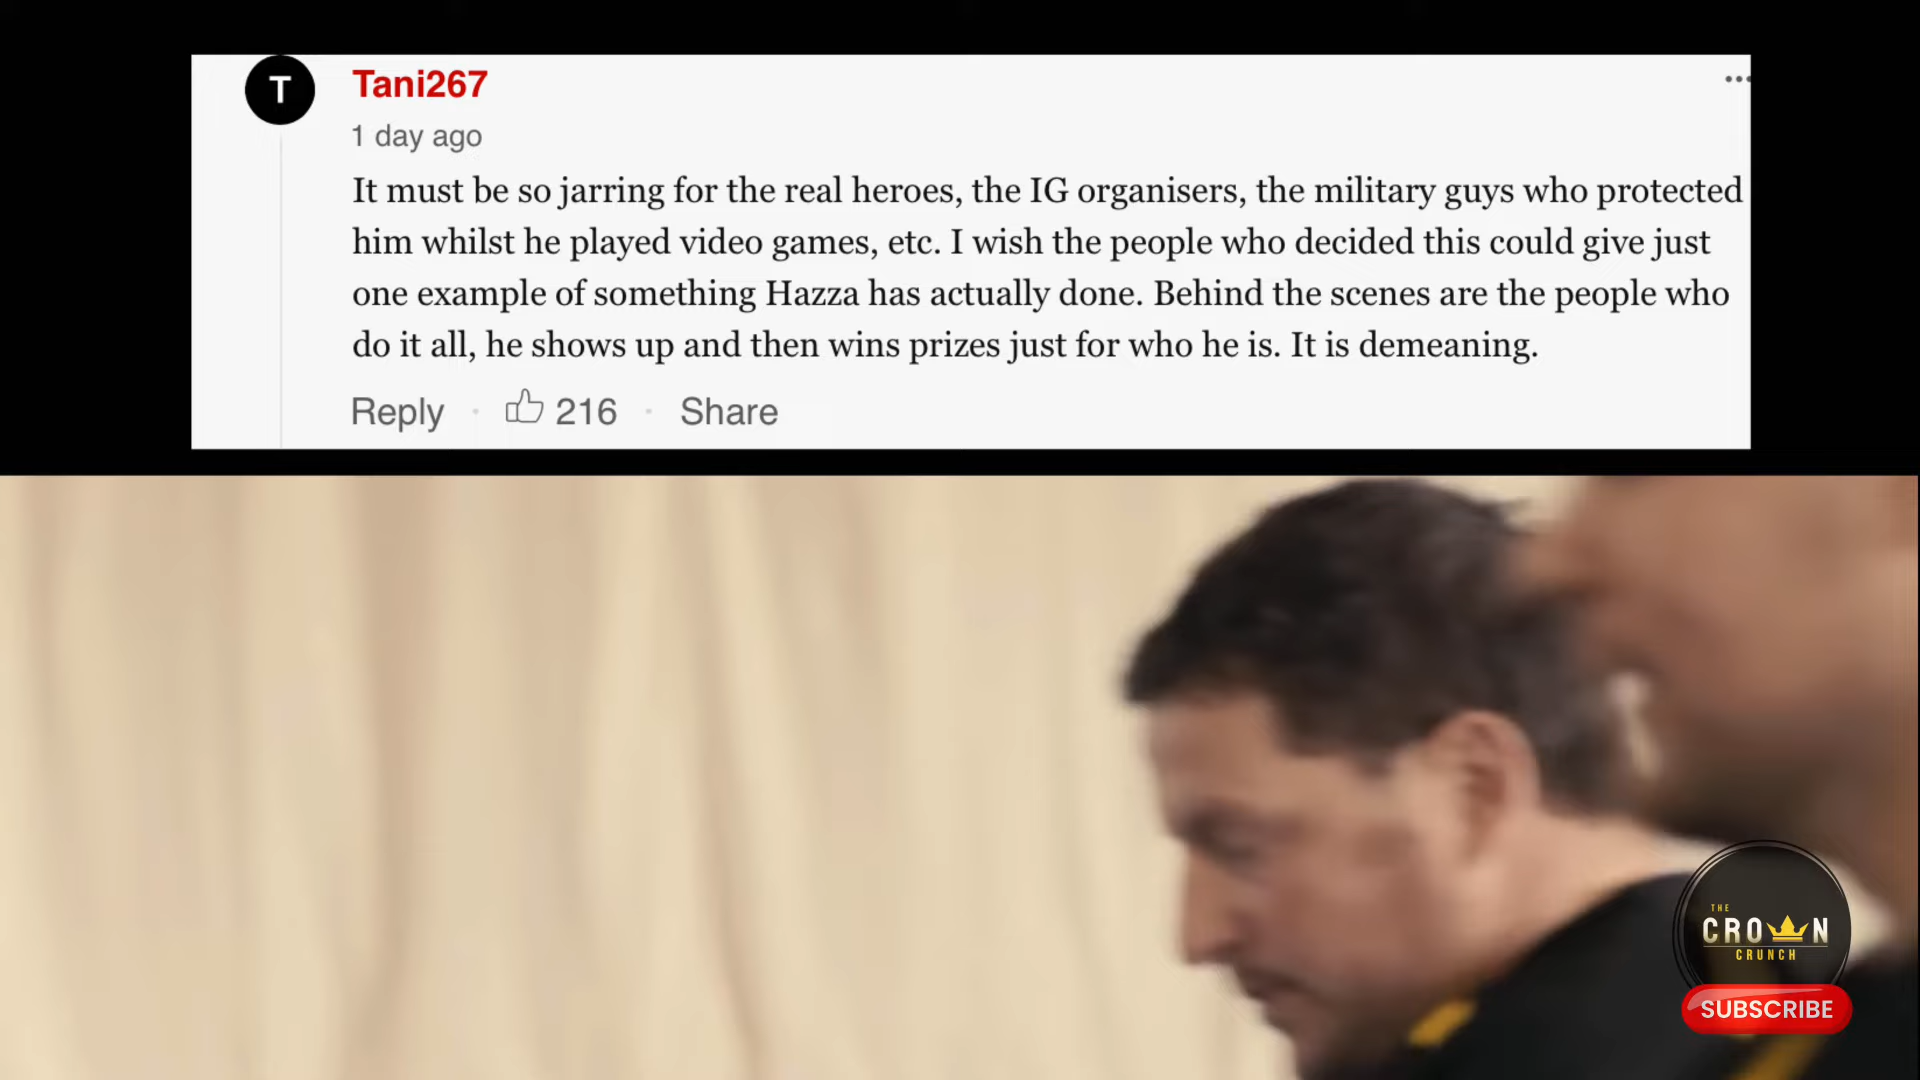 T
Tani267
1 day ago
It must be so jarring for the real heroes, the IG organisers, the military guys who protected
him whilst he played video games, etc. I wish the people who decided this could give just
one example of something Hazza has actually done. Behind the scenes are the people who
do it all, he shows up and then wins prizes just for who he is. It is demeaning.
Reply · 216 · Share
THE
CROWN
CRUNCH
SUBSCRIBE